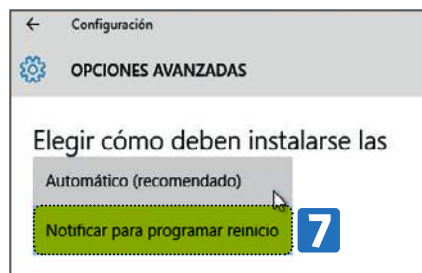 ← Configuración
OPCIONES AVANZADAS
Elegir cómo deben instalarse las
Automático (recomendado)
Notificar para programar reinicio 7